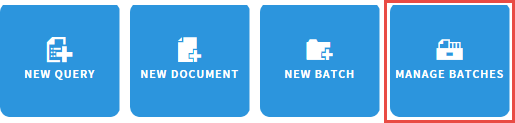 NEW QUERY
NEW DOCUMENT
NEW BATCH
MANAGE BATCHES